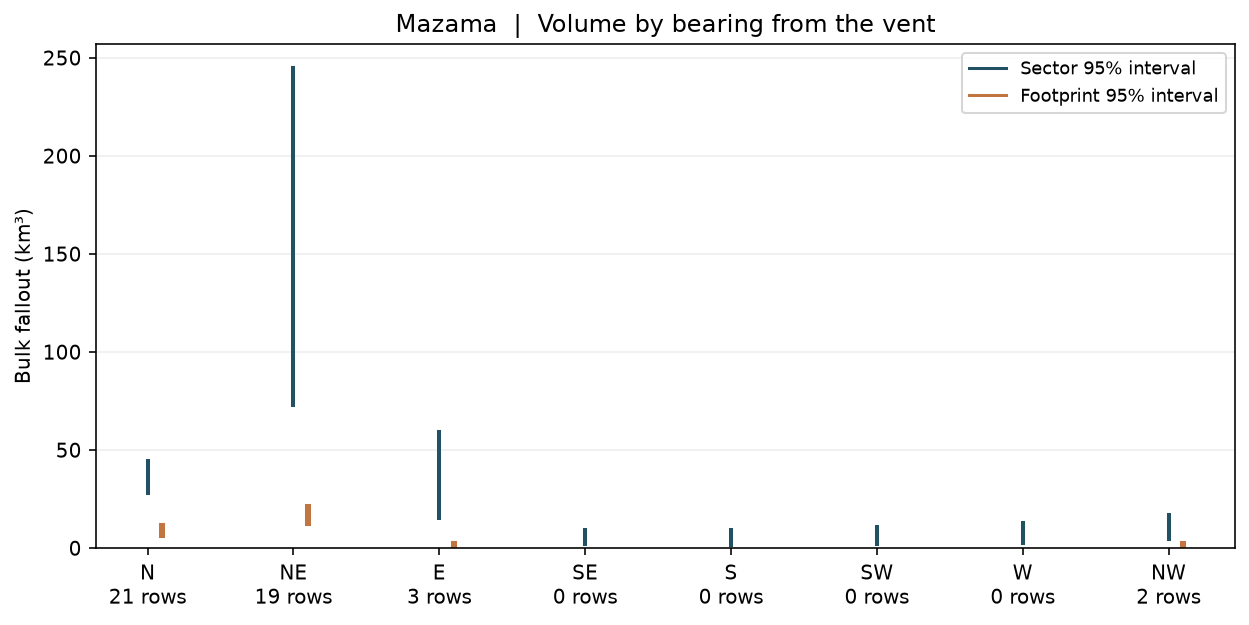 Mazama | Volume by bearing from the vent
Sector 95% interval
Footprint 95% interval
Bulk fallout (km³)
250
200
150
100
50
0
N NE E SE S SW W NW
21 rows 19 rows 3 rows 0 rows 0 rows 0 rows 0 rows 2 rows